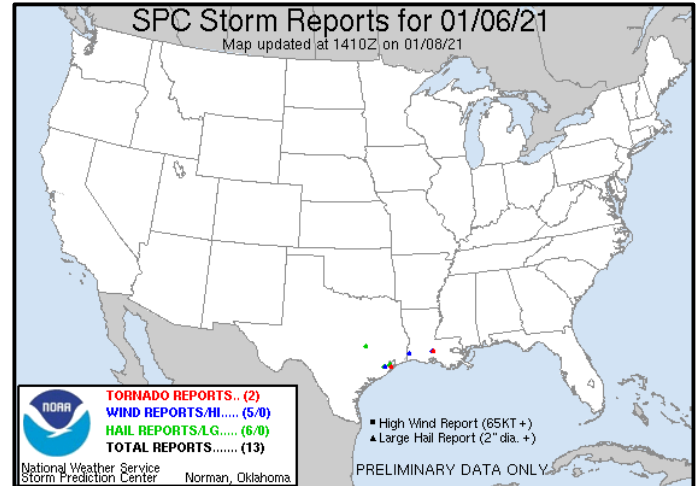 SPC Storm Reports for 01/06/21
Map updated at 1410Z on 01/08/21
NOAA
TORNADO REPORTS.. (2)
WIND REPORTS/HI..... (5/0)
HAIL REPORTS/LG..... (6/0)
TOTAL REPORTS....... (13)
National Weather Service
Storm Prediction Center Norman, Oklahoma
High Wind Report (65KT +)
Large Hail Report (2" dia. +)
PRELIMINARY DATA ONLY